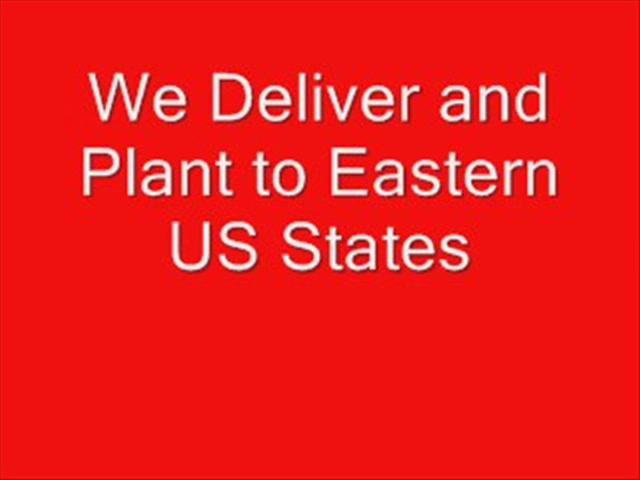 We Deliver and
Plant to Eastern
US States